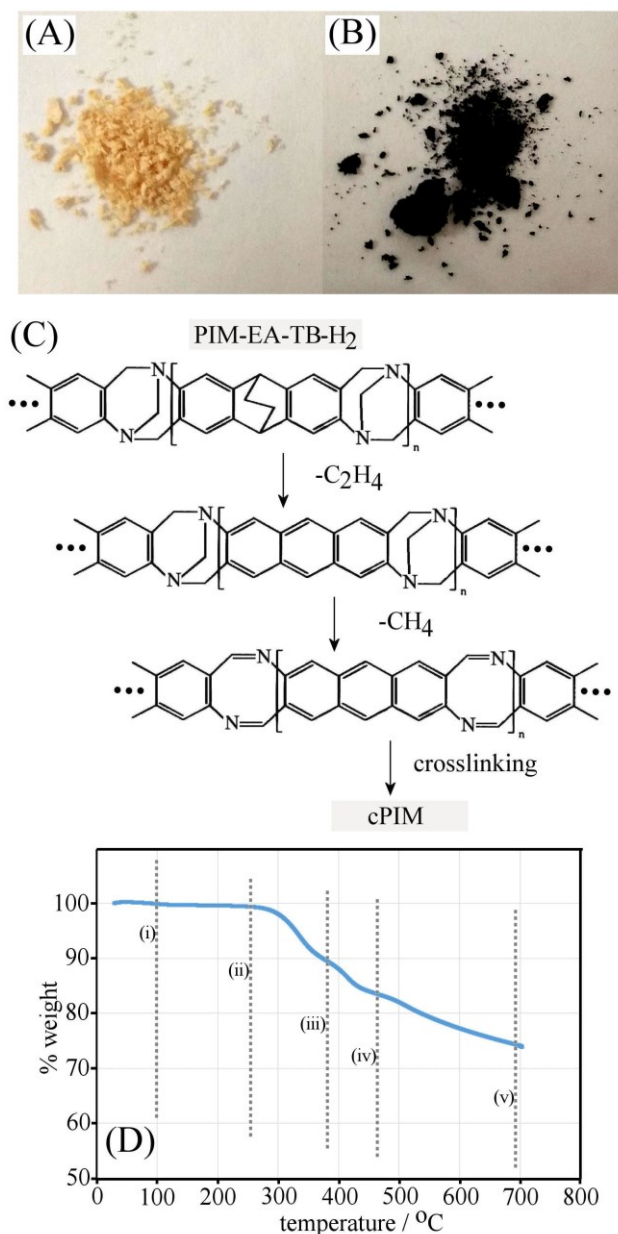 (A)
(B)
(C)
PIM-EA-TB-H2
N
N
N
N
n
-C2H4
N
N
N
N
n
-CH4
N
N
N
N
n
crosslinking
cPIM
100
90
80
70
60
50
% weight
(i)
(ii)
(iii)
(iv)
(v)
(D)
0 100 200 300 400 500 600 700 800
temperature / °C